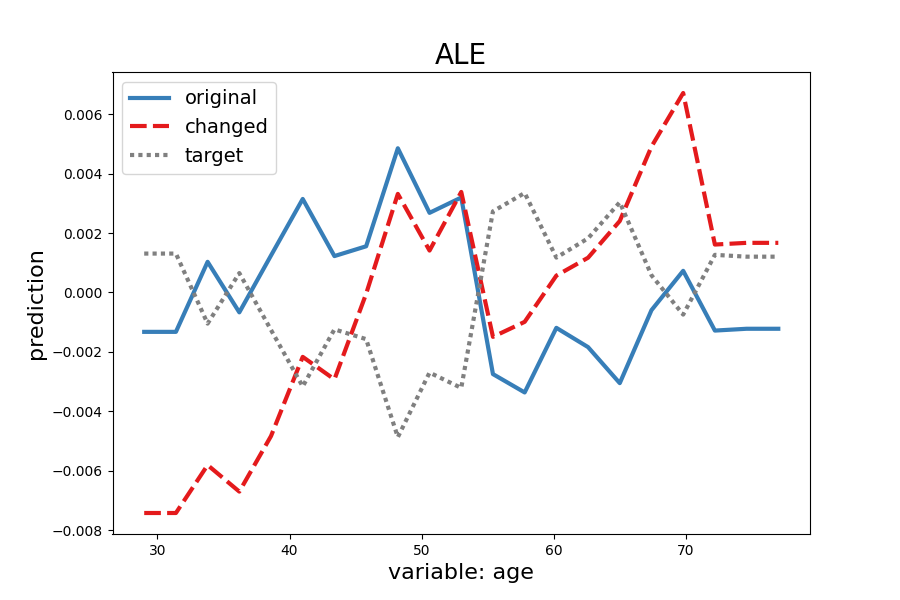 ALE
original
changed
target
0.006
0.004
0.002
0.000
−0.002
−0.004
−0.006
−0.008
prediction
30 40 50 60 70
variable: age